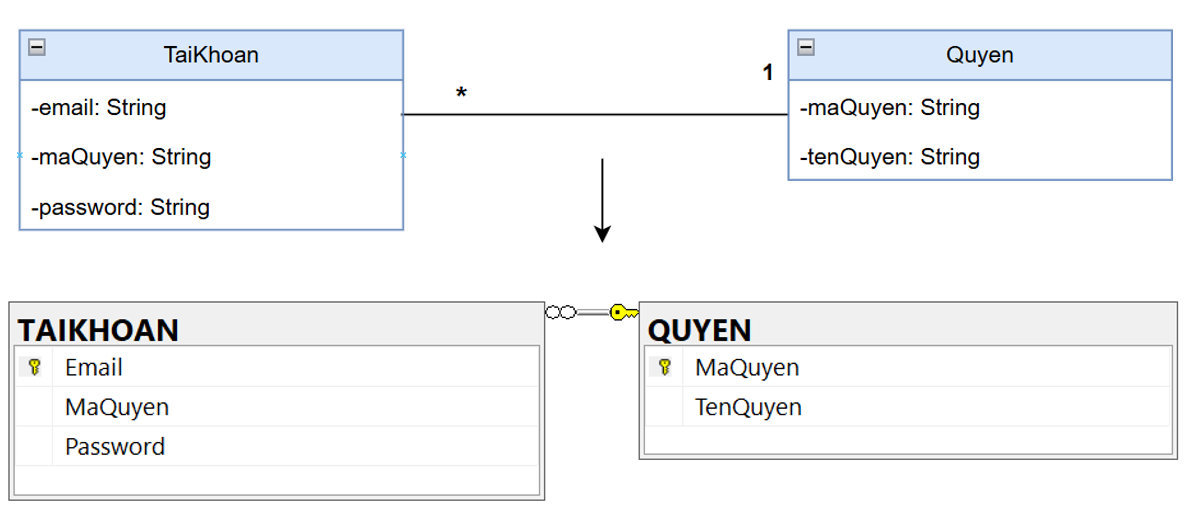 TaiKhoan
-email: String
-maQuyen: String
-password: String
*
1
Quyen
-maQuyen: String
-tenQuyen: String
TAIKHOAN
Email
MaQuyen
Password
QUYEN
MaQuyen
TenQuyen